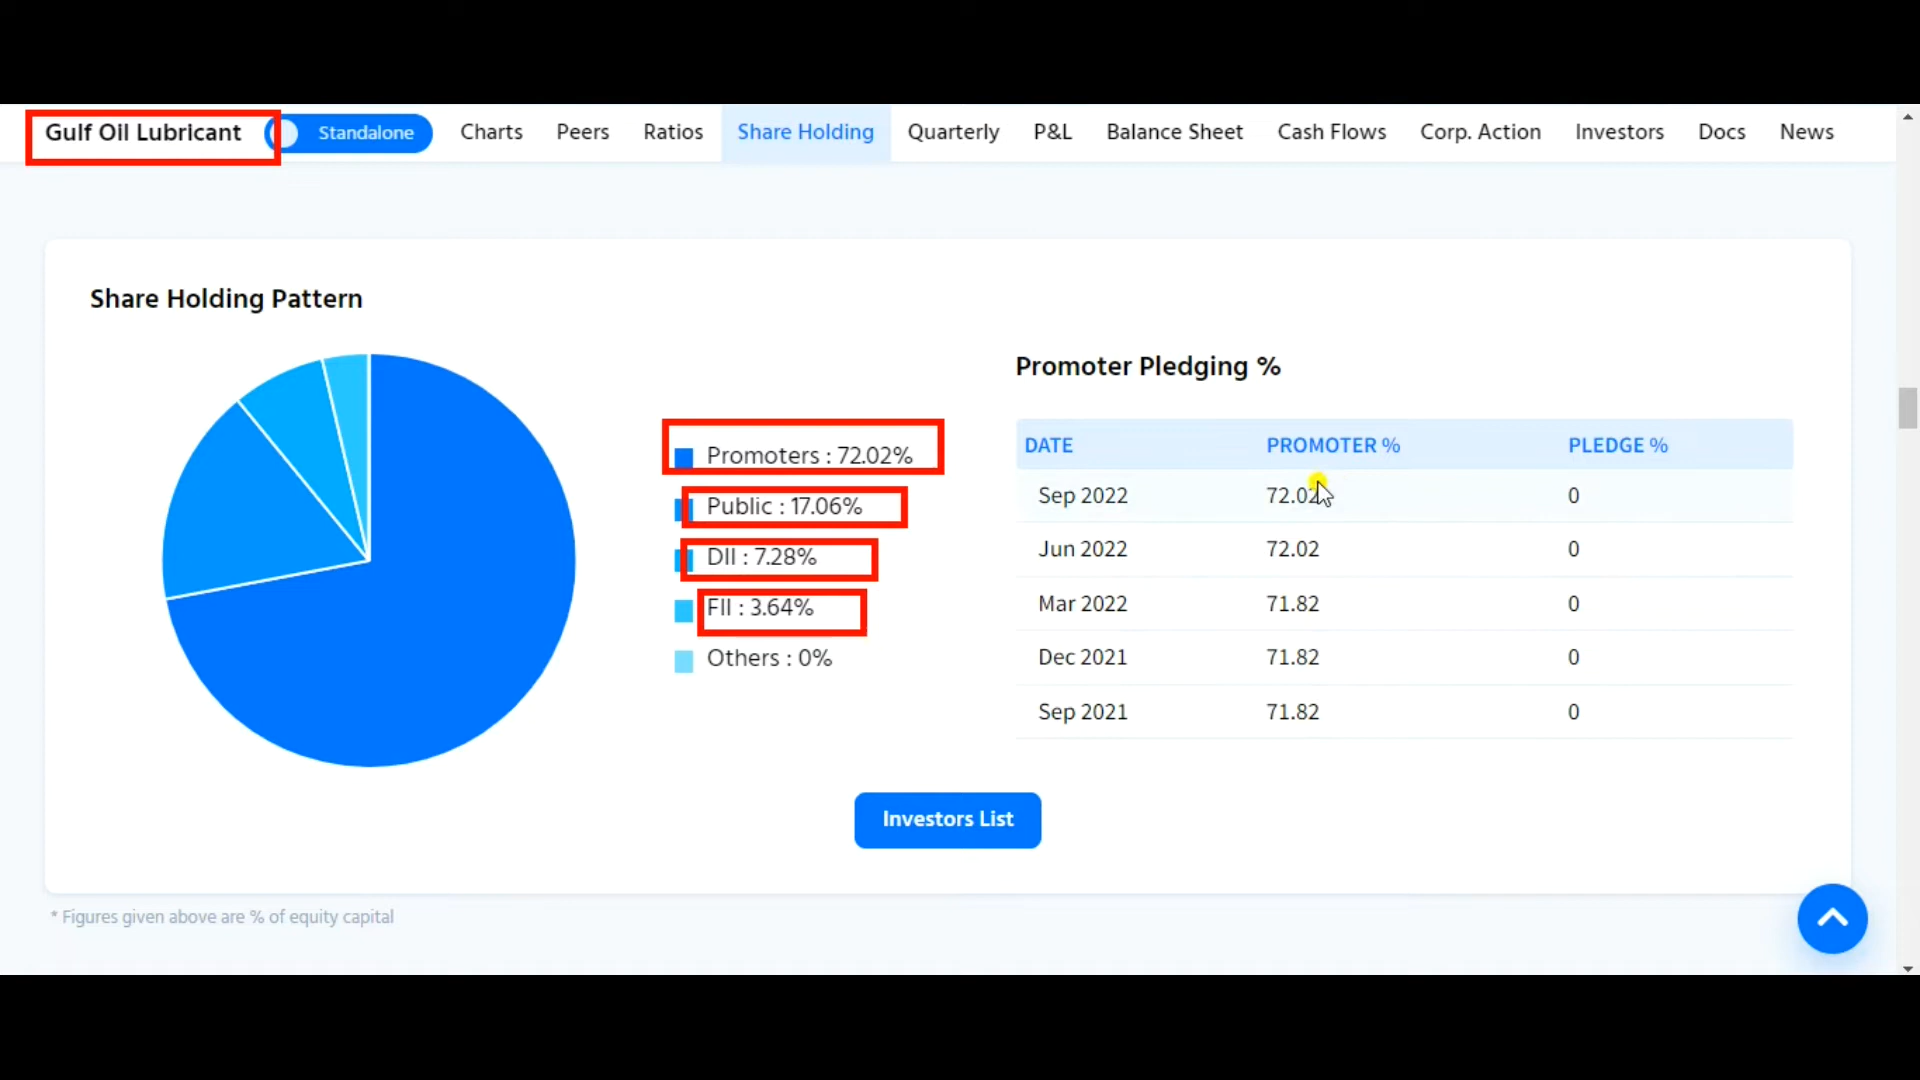 Gulf Oil Lubricant
Standalone
Charts
Peers
Ratios
Share Holding
Quarterly
P&L
Balance Sheet
Cash Flows
Corp. Action
Investors
Docs
News
Share Holding Pattern
Promoters : 72.02%
Public : 17.06%
DII : 7.28%
FII : 3.64%
Others : 0%
Promoter Pledging %
DATE PROMOTER % PLEDGE %
Sep 2022 72.02 0
Jun 2022 72.02 0
Mar 2022 71.82 0
Dec 2021 71.82 0
Sep 2021 71.82 0
Investors List
* Figures given above are % of equity capital